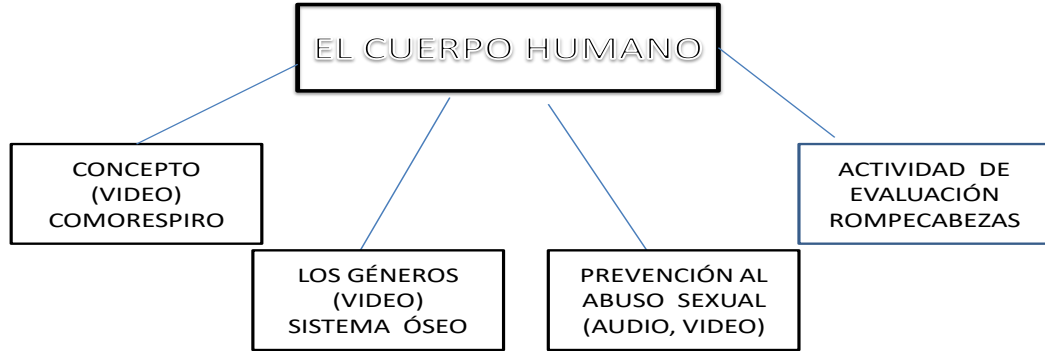 EL CUERPO HUMANO
CONCEPTO
(VIDEO)
COMORESPIRO
LOS GÉNEROS
(VIDEO)
SISTEMA ÓSEO
PREVENCIÓN AL
ABUSO SEXUAL
(AUDIO, VIDEO)
ACTIVIDAD DE
EVALUACIÓN
ROMPECABEZAS